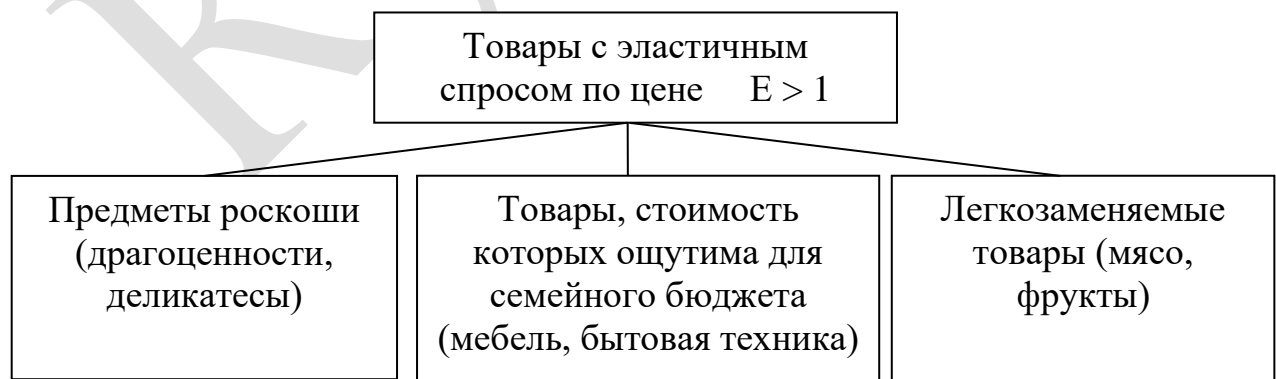 Товары с эластичным
спросом по цене E > 1
Предметы роскоши
(драгоценности,
деликатесы)
Товары, стоимость
которых ощутима для
семейного бюджета
(мебель, бытовая техника)
Легкозаменяемые
товары (мясо,
фрукты)